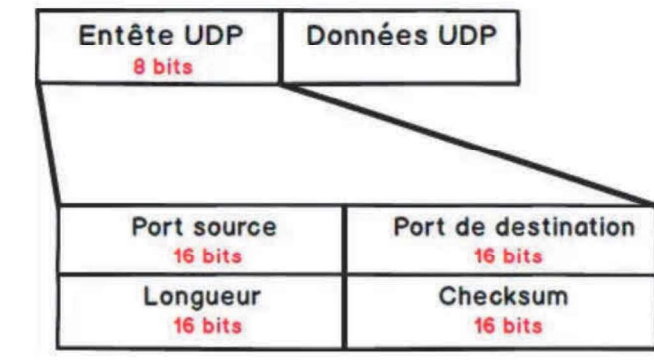 Entête UDP
8 bits
Données UDP
Port source
16 bits
Port de destination
16 bits
Longueur
16 bits
Checksum
16 bits